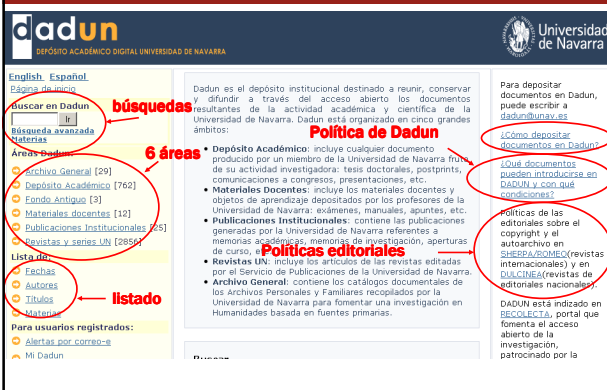 dadun
DEPÓSITO ACADÉMICO DIGITAL UNIVERSIDAD DE NAVARRA
Universidad
de Navarra
English Español
Página de inicio
Buscar en Dadun
Ir
Búsqueda avanzada
Materias
búsquedas
Áreas Dadun:
6 áreas
Archivo General [29]
Depósito Académico [762]
Fondo Antiguo [3]
Materiales docentes [12]
Publicaciones Institucionales [25]
Revistas y series UN [2856]
Lista de:
Fechas
Autores
Títulos
Materias
listado
Para usuarios registrados:
Alertas por correo-e
Mi Dadun
Dadun es el depósito institucional destinado a reunir, conservar
y difundir a través del acceso abierto los documentos
resultantes de la actividad académica y científica de la
Universidad de Navarra. Dadun está organizado en cinco grandes
ámbitos:
Política de Dadun
Depósito Académico: incluye cualquier documento
producido por un miembro de la Universidad de Navarra fruto
de su actividad investigadora: tesis doctorales, postprints,
comunicaciones a congresos, presentaciones, etc.
Materiales Docentes: incluye los materiales docentes y
objetos de aprendizaje depositados por los profesores de la
Universidad de Navarra: exámenes, manuales, apuntes, etc.
Publicaciones Institucionales: contiene las publicaciones
generadas por la Universidad de Navarra referentes a
memorias académicas, memorias de investigación, aperturas
de curso, e
Políticas editoriales
Revistas UN: incluye los artículos de las revistas editadas
por el Servicio de Publicaciones de la Universidad de Navarra.
Archivo General: contiene los catálogos documentales de
los Archivos Personales y Familiares recopilados por la
Universidad de Navarra para fomentar una investigación en
Humanidades basada en fuentes primarias.
Buscar
Para depositar
documentos en Dadun,
puede escribir a
dadun@unav.es
¿Cómo depositar
documentos en Dadun?
¿Qué documentos
pueden introducirse en
DADUN y con qué
condiciones?
Políticas de las
editoriales sobre el
copyright y el
autoarchivo en
SHERPA/ROMEO(revistas
internacionales) y en
DULCINEA(revistas de
editoriales nacionales).
DADUN está indizado en
RECOLECTA, portal que
fomenta el acceso
abierto de la
investigación,
patrocinado por la